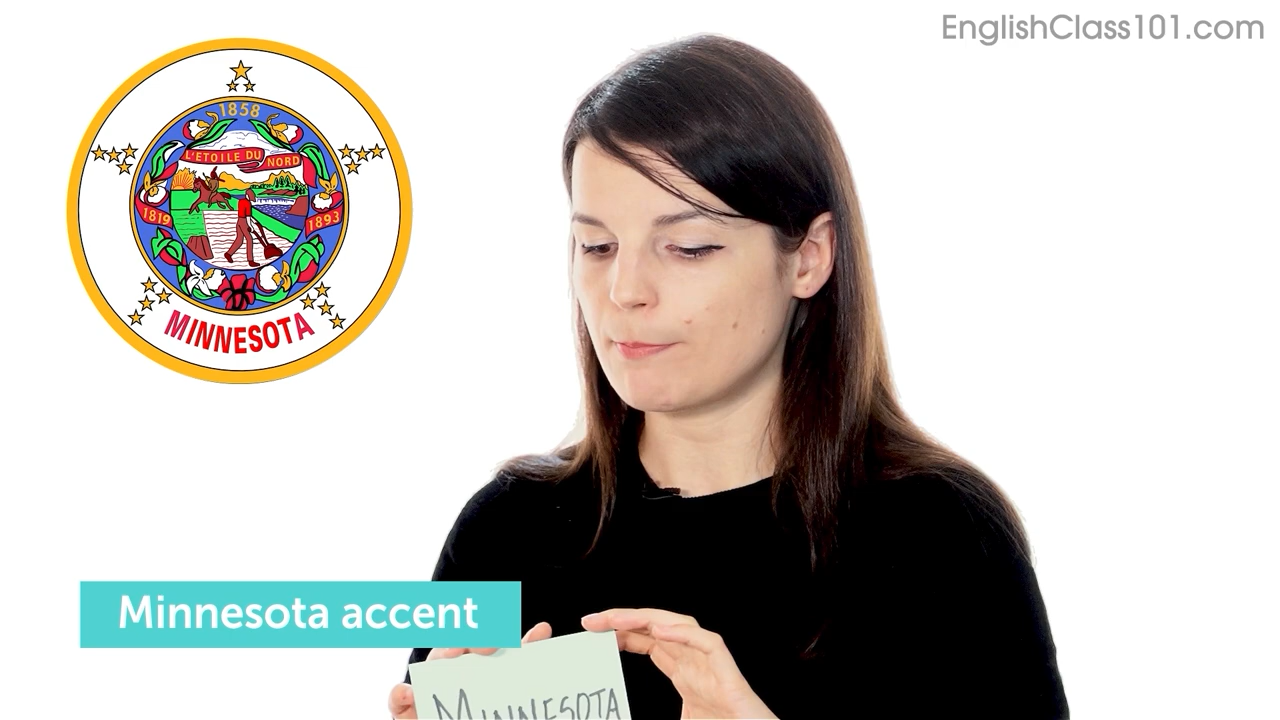 EnglishClass101.com
1858
L'ETOILE DU NORD
1819
1893
MINNESOTA
Minnesota accent
MINNESOTA